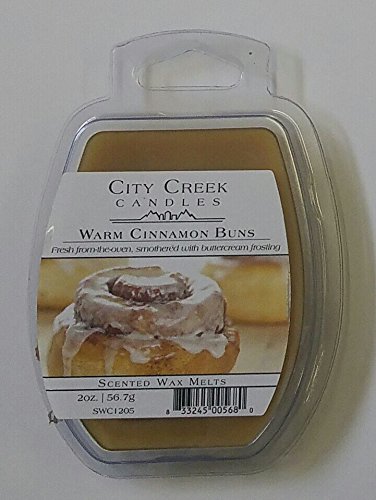 CITY CREEK
CANDLES
WARM CINNAMON BUNS
Fresh from-the-oven, smothered with buttercream frosting
SCENTED WAX MELTS
2oz. | 56.7g
SWC1205
8 33245 00568 0